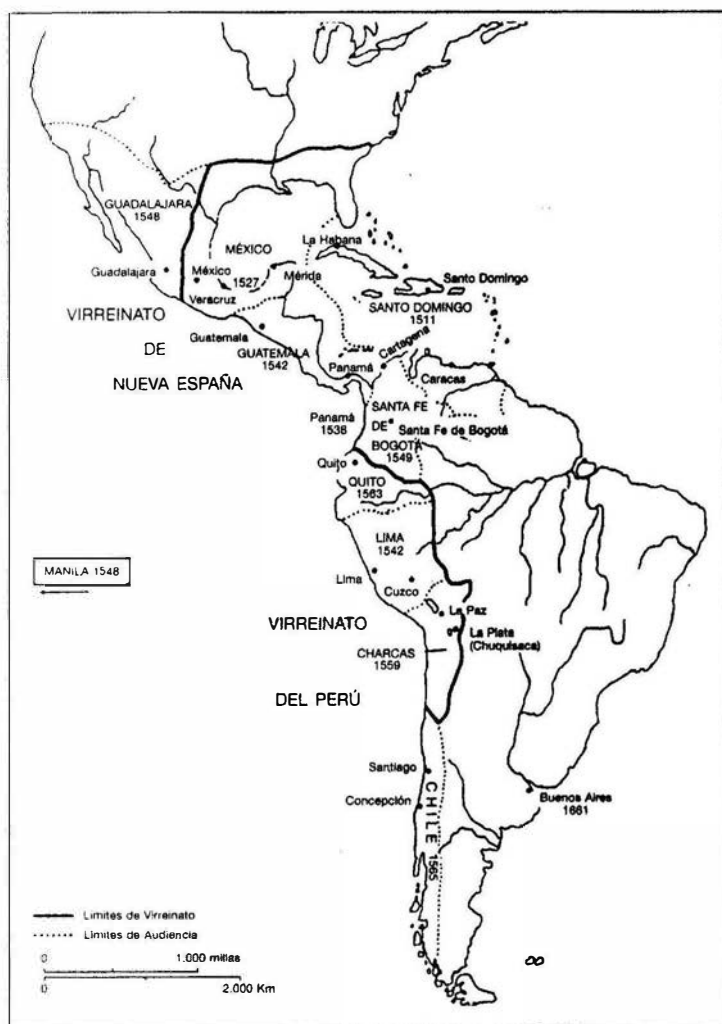 GUADALAJARA
1548
MÉXICO
La Habana
Guadalajara
México
1527
Mérida
Santo Domingo
Veracruz
SANTO DOMINGO
1511
VIRREINATO
DE
NUEVA ESPAÑA
Guatemala
GUATEMALA
1542
Cartagena
Panamá
Caracas
Panamá
1538
SANTA FE
DE
BOGOTÁ
1549
Santa Fe de Bogotá
Quito
QUITO
1563
LIMA
1542
MANILA 1548
Lima
Cuzco
La Paz
VIRREINATO
La Plata
(Chuquisaca)
CHARCAS
1559
DEL PERÚ
Santiago
Concepción
CHILE 1565
Buenos Aires
1661
Límites de Virreinato
Límites de Audiencia
0 1.000 millas
0 2.000 Km